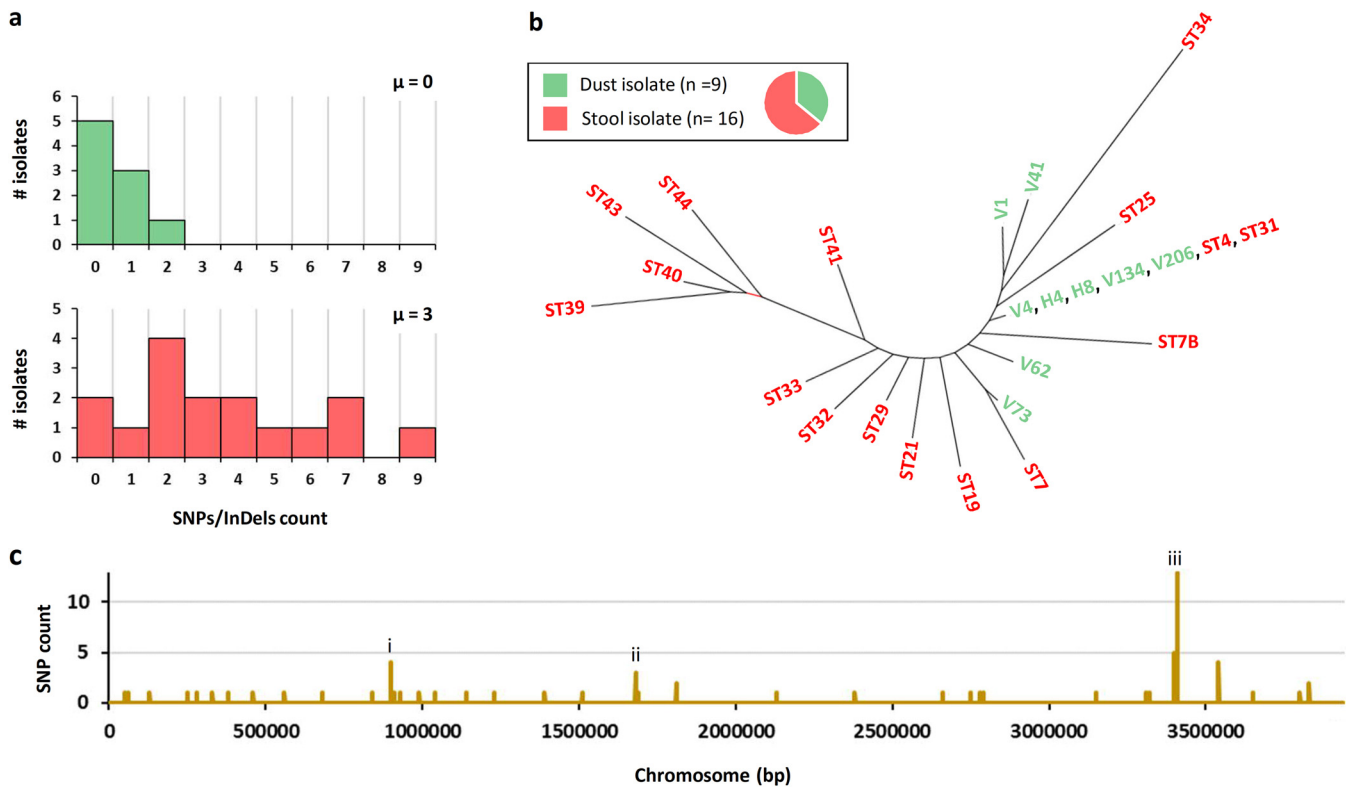 a
μ = 0
# isolates
6
5
4
3
2
1
0
0 1 2 3 4 5 6 7 8 9
μ = 3
# isolates
5
4
3
2
1
0
0 1 2 3 4 5 6 7 8 9
SNPs/InDels count
b
Dust isolate (n =9)
Stool isolate (n= 16)
ST34
V41
V1
ST25
V4, H4, H8, V134, V206, ST4, ST31
ST7B
V62
V73
ST7
ST19
ST21
ST29
ST32
ST33
ST41
ST44
ST43
ST40
ST39
c
SNP count
10
5
0
i
ii
iii
0 500000 1000000 1500000 2000000 2500000 3000000 3500000
Chromosome (bp)